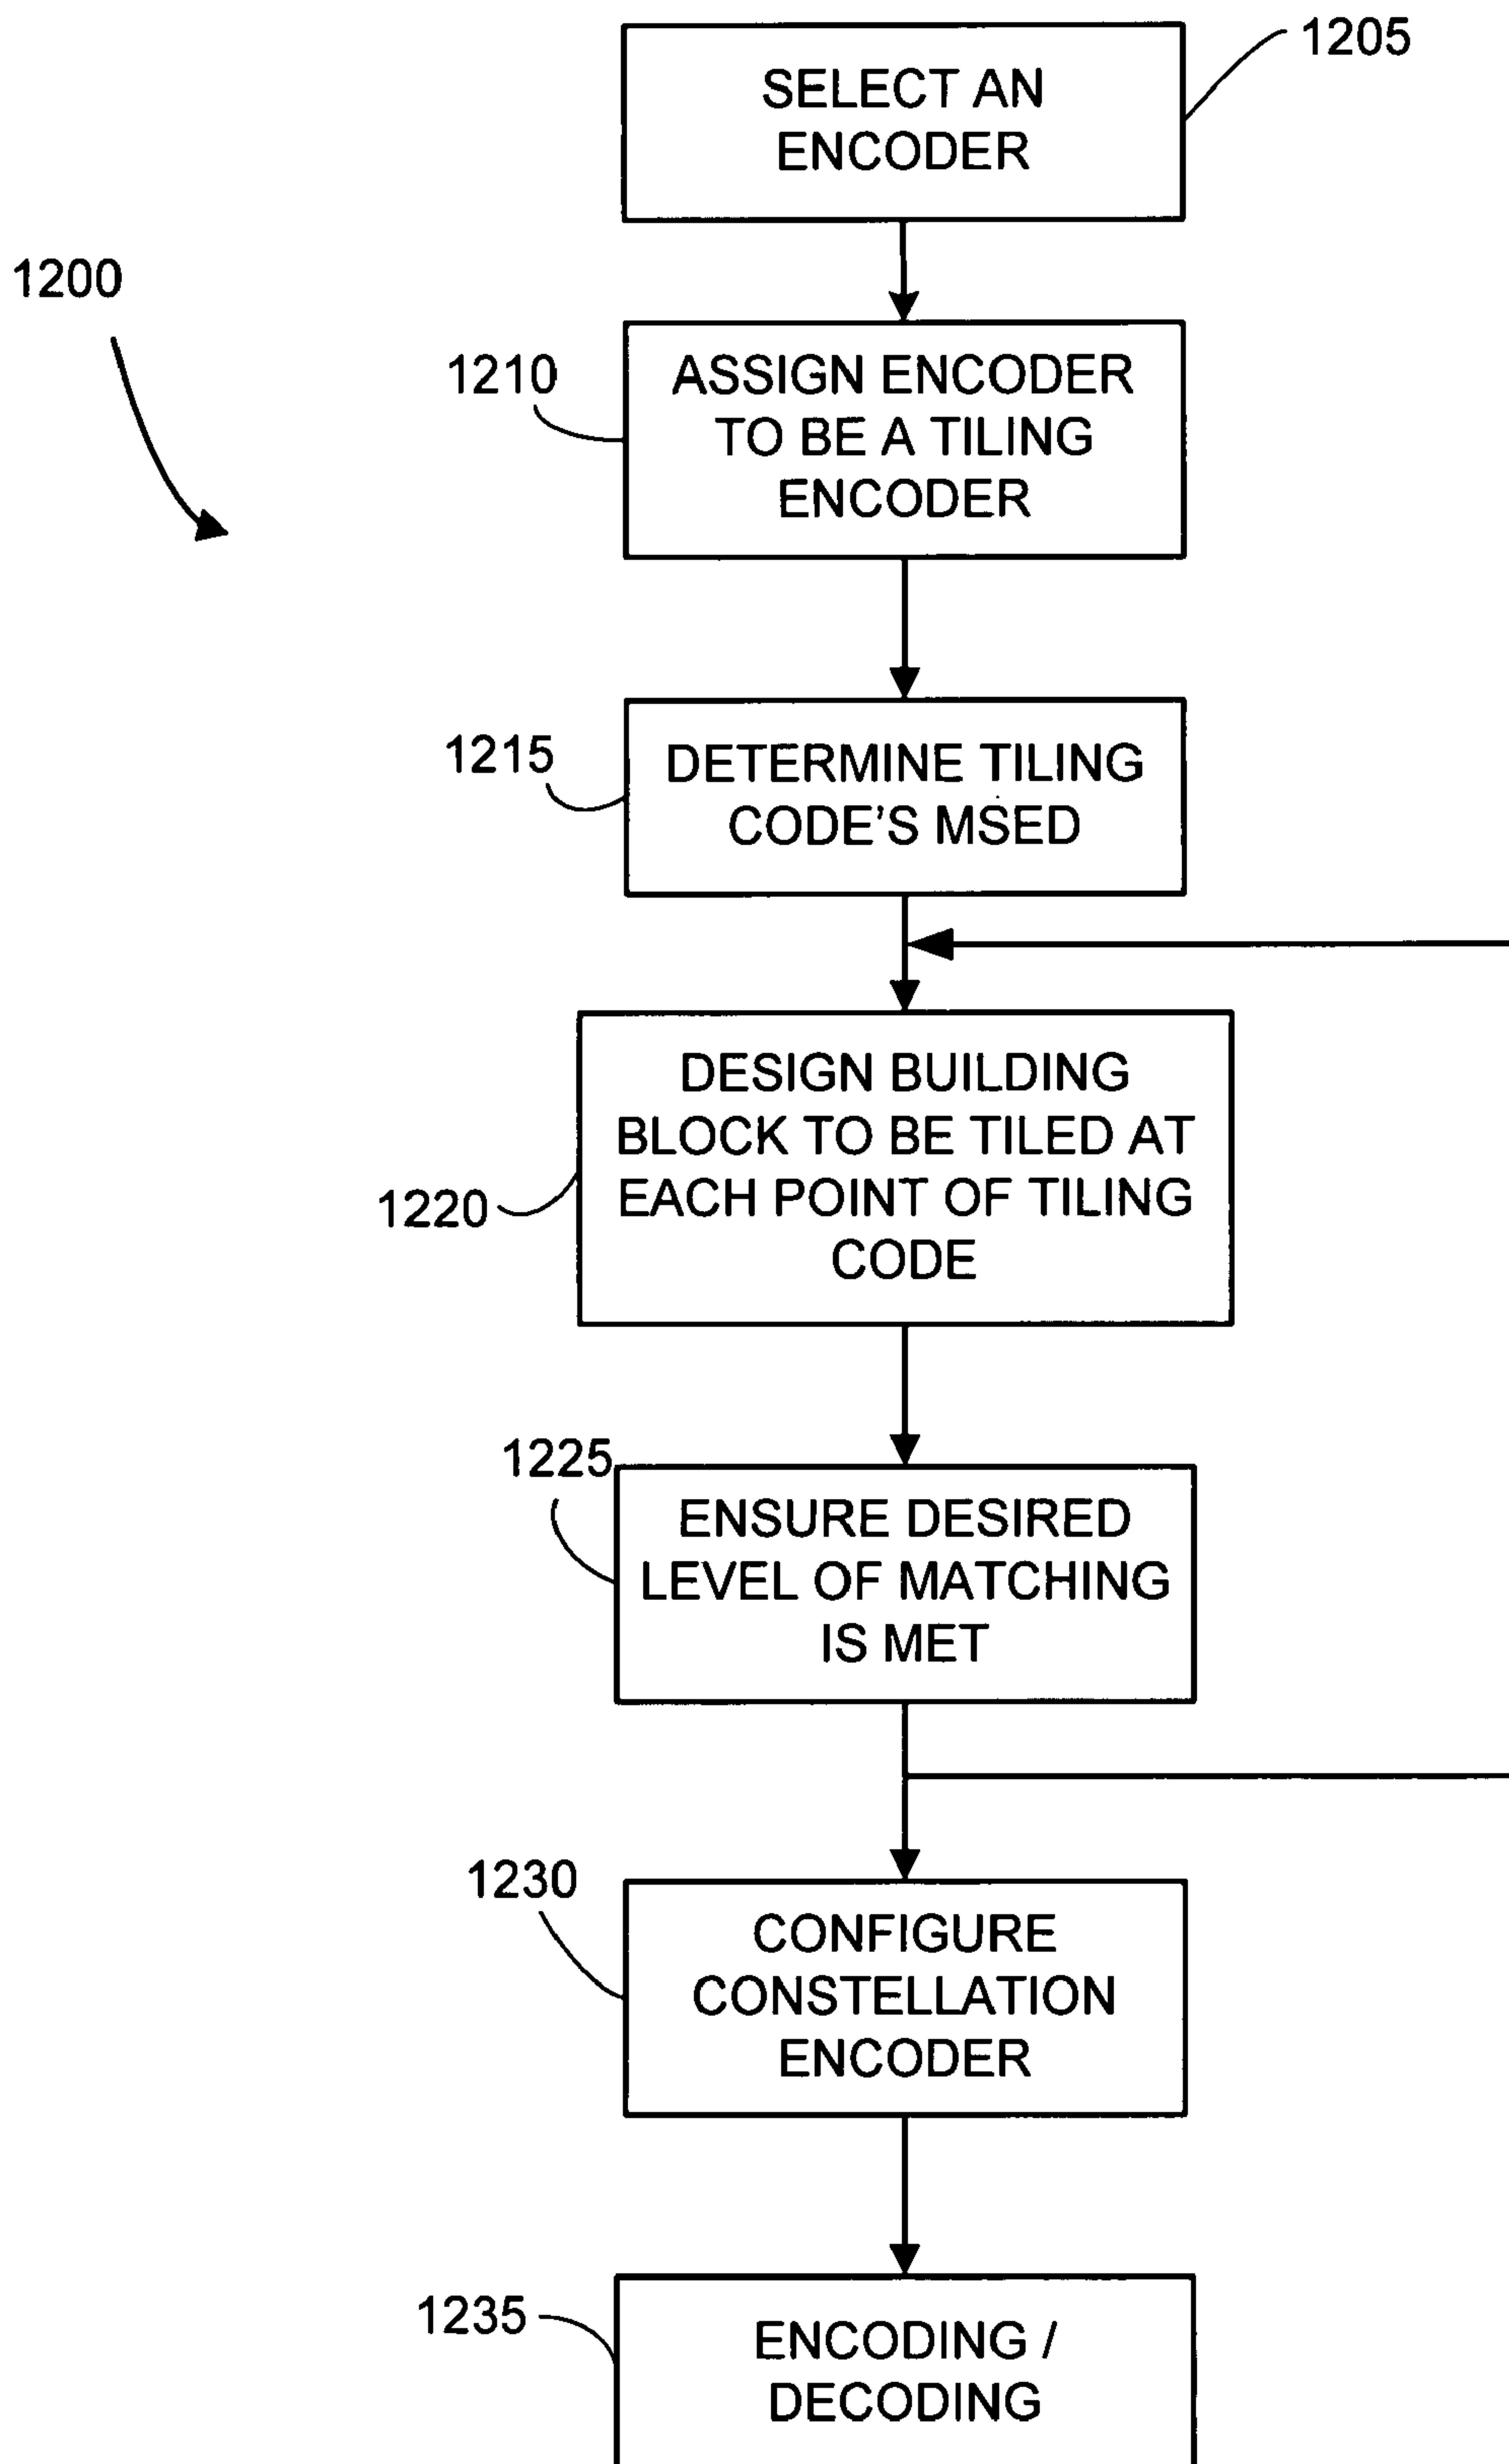 SELECT AN
ENCODER
1205
1200
1210
ASSIGN ENCODER
TO BE A TILING
ENCODER
1215
DETERMINE TILING
CODE'S MSED
DESIGN BUILDING
BLOCK TO BE TILED AT
EACH POINT OF TILING
CODE
1220
1225
ENSURE DESIRED
LEVEL OF MATCHING
IS MET
1230
CONFIGURE
CONSTELLATION
ENCODER
1235
ENCODING /
DECODING